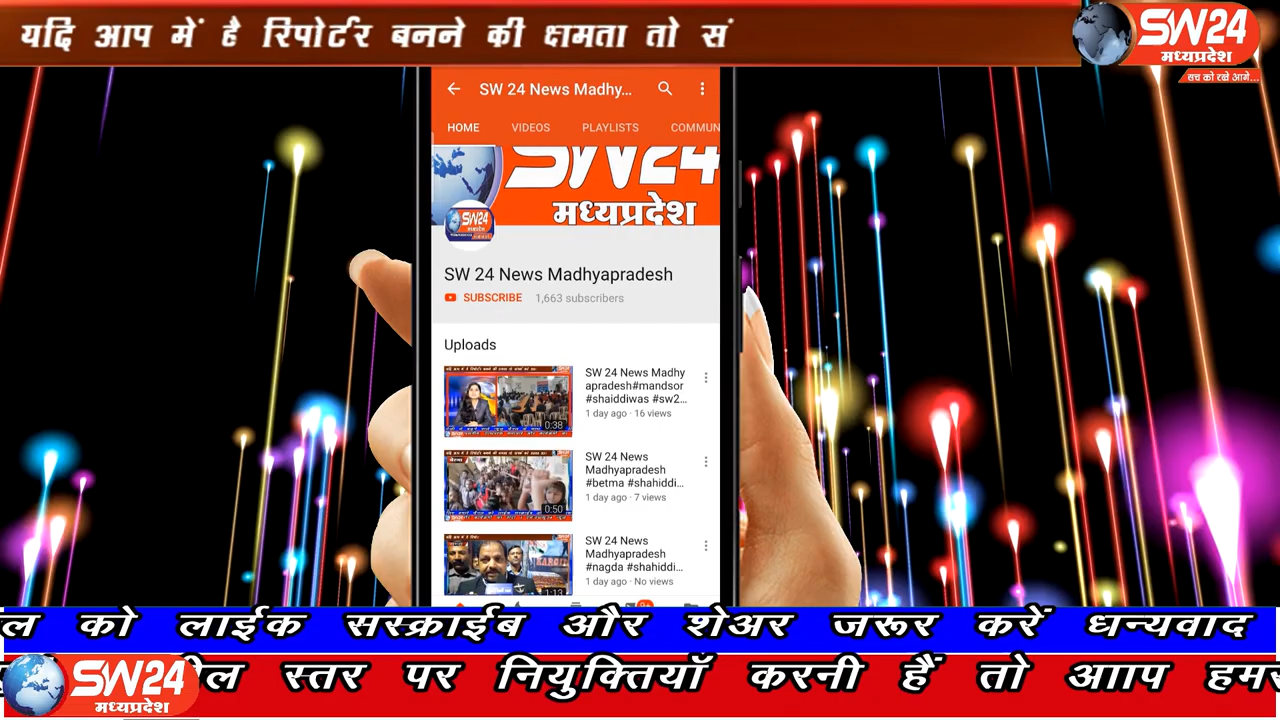 यदि आप में है रिपोर्टर बनने की क्षमता तो सं
SW24
मध्यप्रदेश
सच को रखे आगे...
SW 24 News Madhy...
HOME VIDEOS PLAYLISTS COMMUN
SW24
मध्यप्रदेश
SW24
SW 24 News Madhyapradesh
SUBSCRIBE 1,663 subscribers
Uploads
SW 24 News Madhy
apradesh#mandsor
#shaiddiwas #sw2...
1 day ago · 16 views
0:38
SW 24 News
Madhyapradesh
#betma #shahiddi...
1 day ago · 7 views
0:50
SW 24 News
Madhyapradesh
#nagda #shahiddi...
1 day ago · No views
1:13
ल को लाईक सस्क्राईब और शेअर जरूर करें धन्यवाद
ील स्तर पर नियुक्तियॉ करनी हैं तो आाप हमस
SW24
मध्यप्रदेश